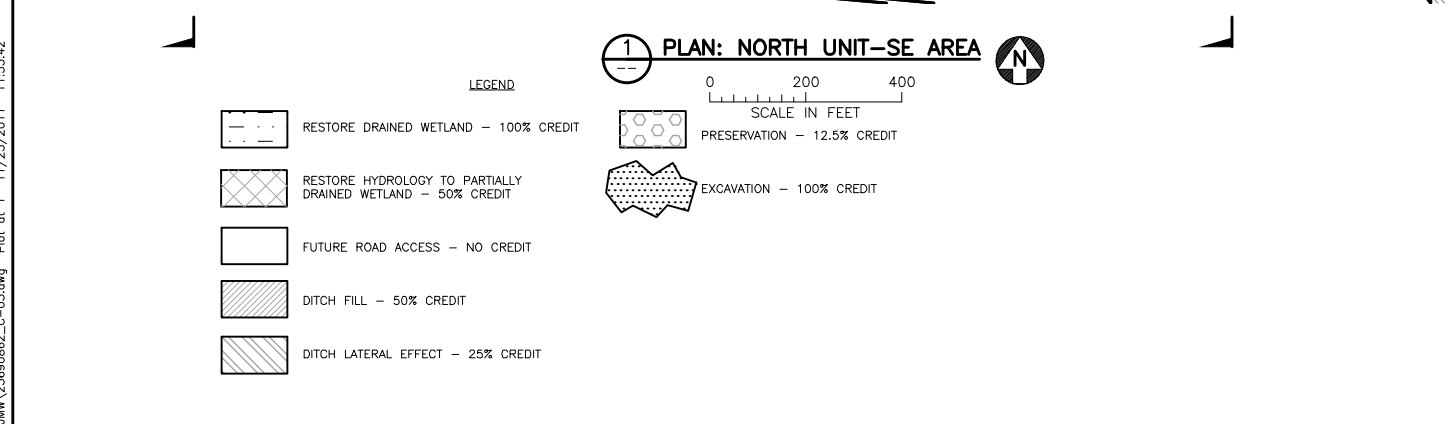 1
--
PLAN: NORTH UNIT-SE AREA
N
0 200 400
SCALE IN FEET
LEGEND
RESTORE DRAINED WETLAND - 100% CREDIT
RESTORE HYDROLOGY TO PARTIALLY
DRAINED WETLAND - 50% CREDIT
FUTURE ROAD ACCESS - NO CREDIT
DITCH FILL - 50% CREDIT
DITCH LATERAL EFFECT - 25% CREDIT
PRESERVATION - 12.5% CREDIT
EXCAVATION - 100% CREDIT